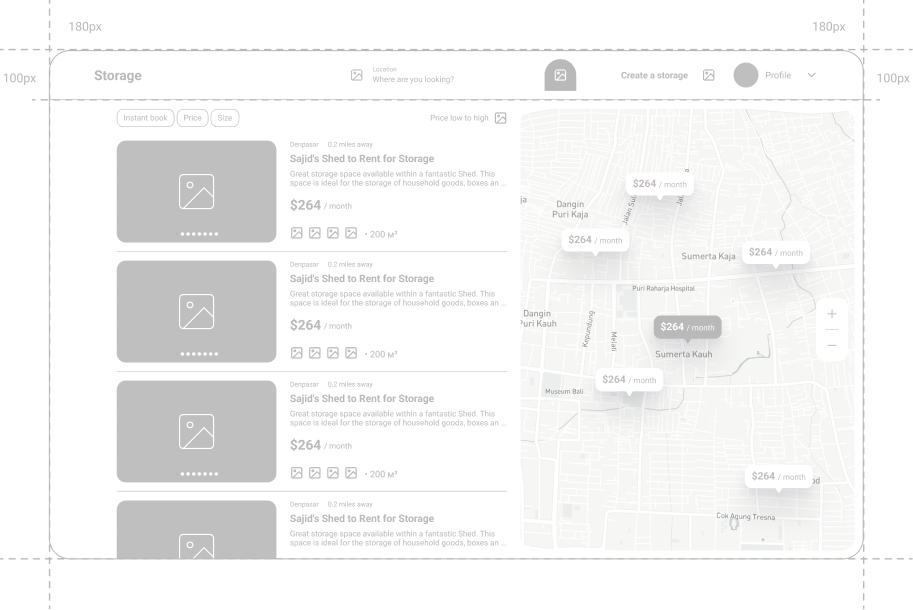 180px
180px
100px
100px
Storage
Location
Where are you looking?
Create a storage
Profile
Instant book
Price
Size
Price low to high
Denpasar 0.2 miles away
Sajid's Shed to Rent for Storage
Great storage space available within a fantastic Shed. This
space is ideal for the storage of household goods, boxes an ...
$264 / month
• 200 м³
Denpasar 0.2 miles away
Sajid's Shed to Rent for Storage
Great storage space available within a fantastic Shed. This
space is ideal for the storage of household goods, boxes an ...
$264 / month
• 200 м³
Denpasar 0.2 miles away
Sajid's Shed to Rent for Storage
Great storage space available within a fantastic Shed. This
space is ideal for the storage of household goods, boxes an ...
$264 / month
• 200 м³
Denpasar 0.2 miles away
Sajid's Shed to Rent for Storage
Great storage space available within a fantastic Shed. This
space is ideal for the storage of household goods, boxes an ...
$264 / month
ja
Dangin
Puri Kaja
Jalan
$264 / month
Sumerta Kaja
$264 / month
Puri Raharja Hospital
Dangin
Puri Kauh
Kepundung
Melati
$264 / month
Sumerta Kauh
$264 / month
Museum Bali
$264 / month
od
Cok Agung Tresna